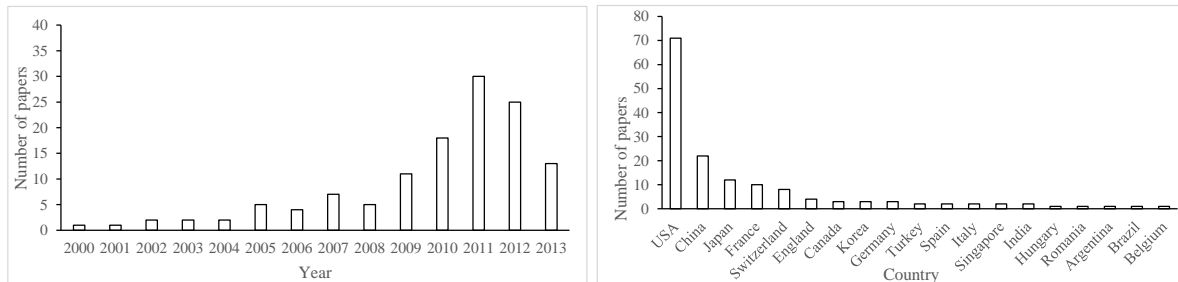 40
35
30
25
20
15
10
5
0
Number of papers
2000 2001 2002 2003 2004 2005 2006 2007 2008 2009 2010 2011 2012 2013
Year
80
70
60
50
40
30
20
10
0
Number of papers
USA
China
Japan
France
Switzerland
England
Canada
Korea
Germany
Turkey
Spain
Italy
Singapore
India
Hungary
Romania
Argentina
Brazil
Belgium
Country